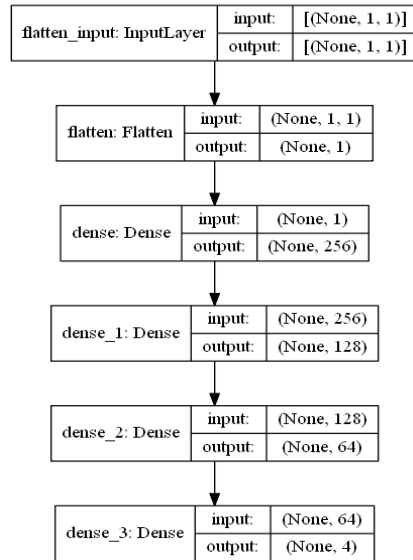 flatten_input: InputLayer
input: [(None, 1, 1)]
output: [(None, 1, 1)]
flatten: Flatten
input: (None, 1, 1)
output: (None, 1)
dense: Dense
input: (None, 1)
output: (None, 256)
dense_1: Dense
input: (None, 256)
output: (None, 128)
dense_2: Dense
input: (None, 128)
output: (None, 64)
dense_3: Dense
input: (None, 64)
output: (None, 4)